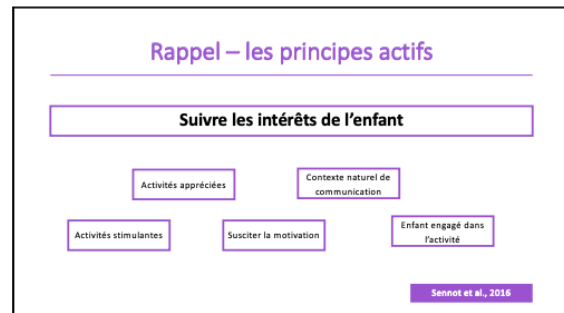 Rappel – les principes actifs
Suivre les intérêts de l'enfant
Activités appréciées
Contexte naturel de
communication
Activités stimulantes
Susciter la motivation
Enfant engagé dans
l'activité
Sennot et al., 2016